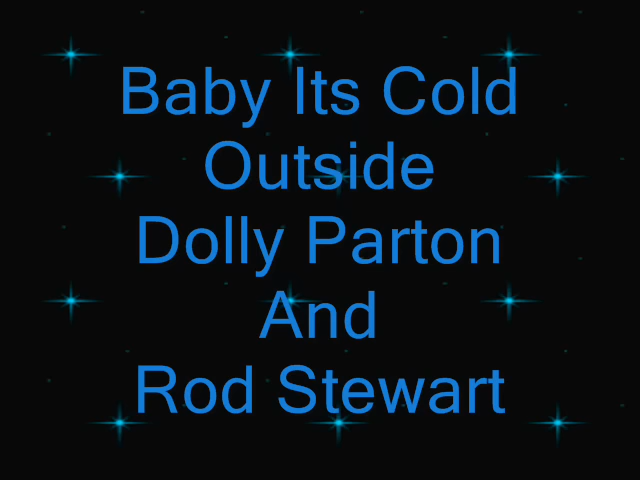 Baby Its Cold
Outside
Dolly Parton
And
Rod Stewart